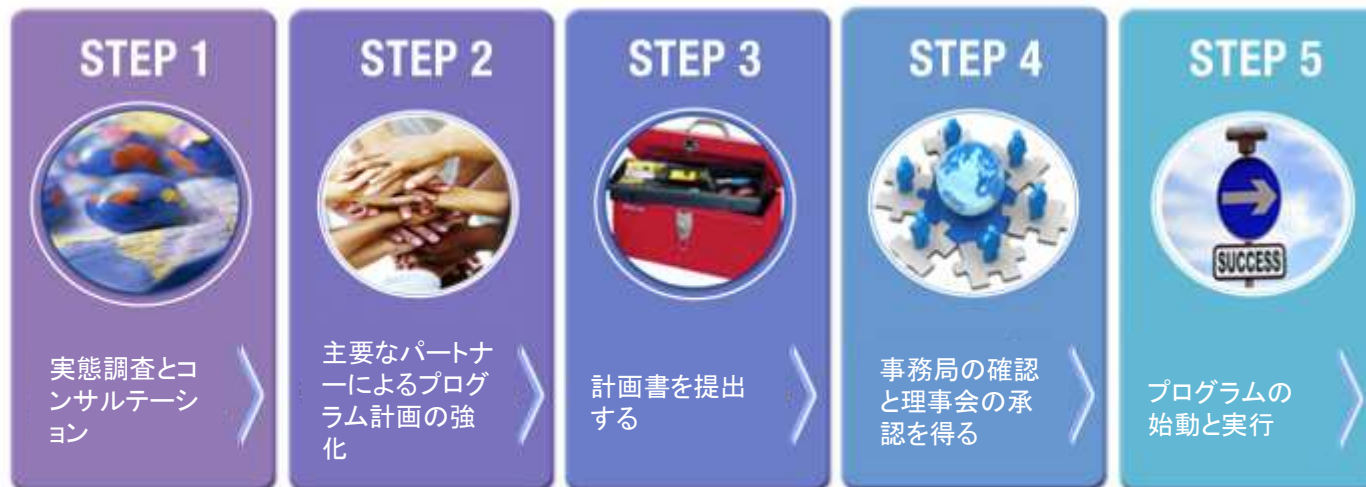 STEP 1
実態調査とコ
ンサルテーシ
ョン
STEP 2
主要なパートナ
ーによるプログ
ラム計画の強
化
STEP 3
計画書を提出
する
STEP 4
事務局の確認
と理事会の承
認を得る
STEP 5
SUCCESS
プログラムの
始動と実行